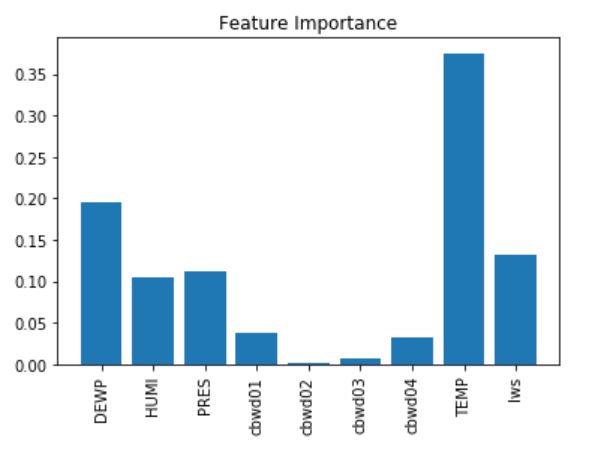 Feature Importance
0.35
0.30
0.25
0.20
0.15
0.10
0.05
0.00
DEWP
HUMI
PRES
cbwd01
cbwd02
cbwd03
cbwd04
TEMP
Iws